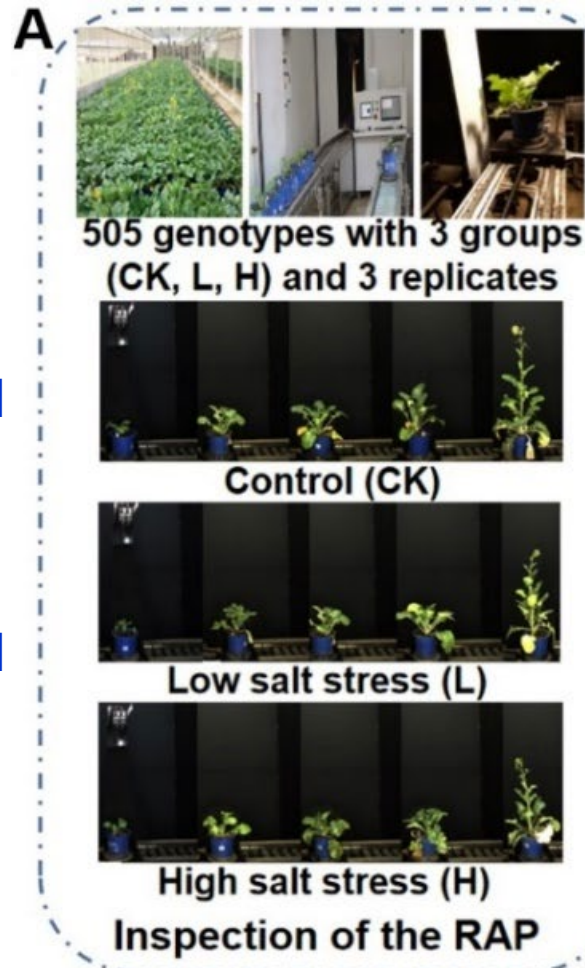 A
505 genotypes with 3 groups
(CK, L, H) and 3 replicates
Control (CK)
Low salt stress (L)
High salt stress (H)
Inspection of the RAP